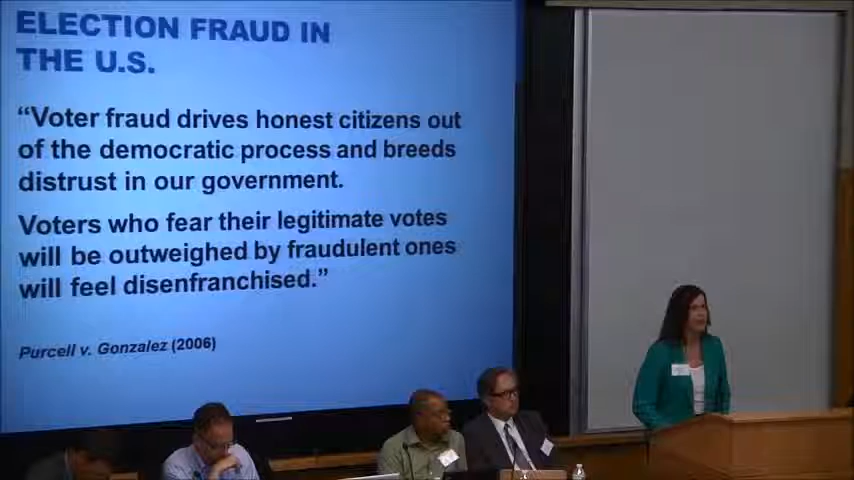 ELECTION FRAUD IN
THE U.S.
“Voter fraud drives honest citizens out
of the democratic process and breeds
distrust in our government.
Voters who fear their legitimate votes
will be outweighed by fraudulent ones
will feel disenfranchised.”
Purcell v. Gonzalez (2006)